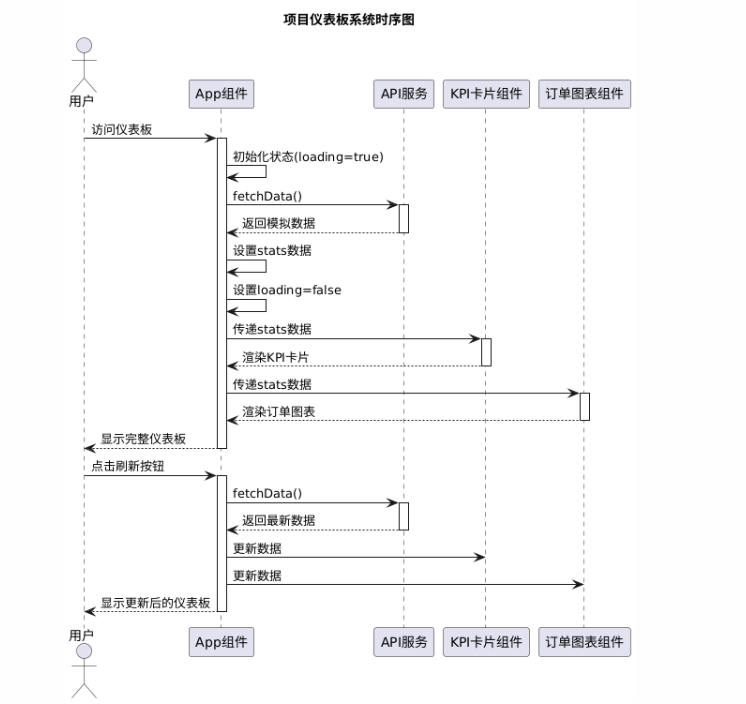 项目仪表板系统时序图
用户
App组件
API服务
KPI卡片组件
订单图表组件
访问仪表板
初始化状态(loading=true)
fetchData()
返回模拟数据
设置stats数据
设置loading=false
传递stats数据
渲染KPI卡片
传递stats数据
渲染订单图表
显示完整仪表板
点击刷新按钮
fetchData()
返回最新数据
更新数据
更新数据
显示更新后的仪表板
用户
App组件
API服务
KPI卡片组件
订单图表组件